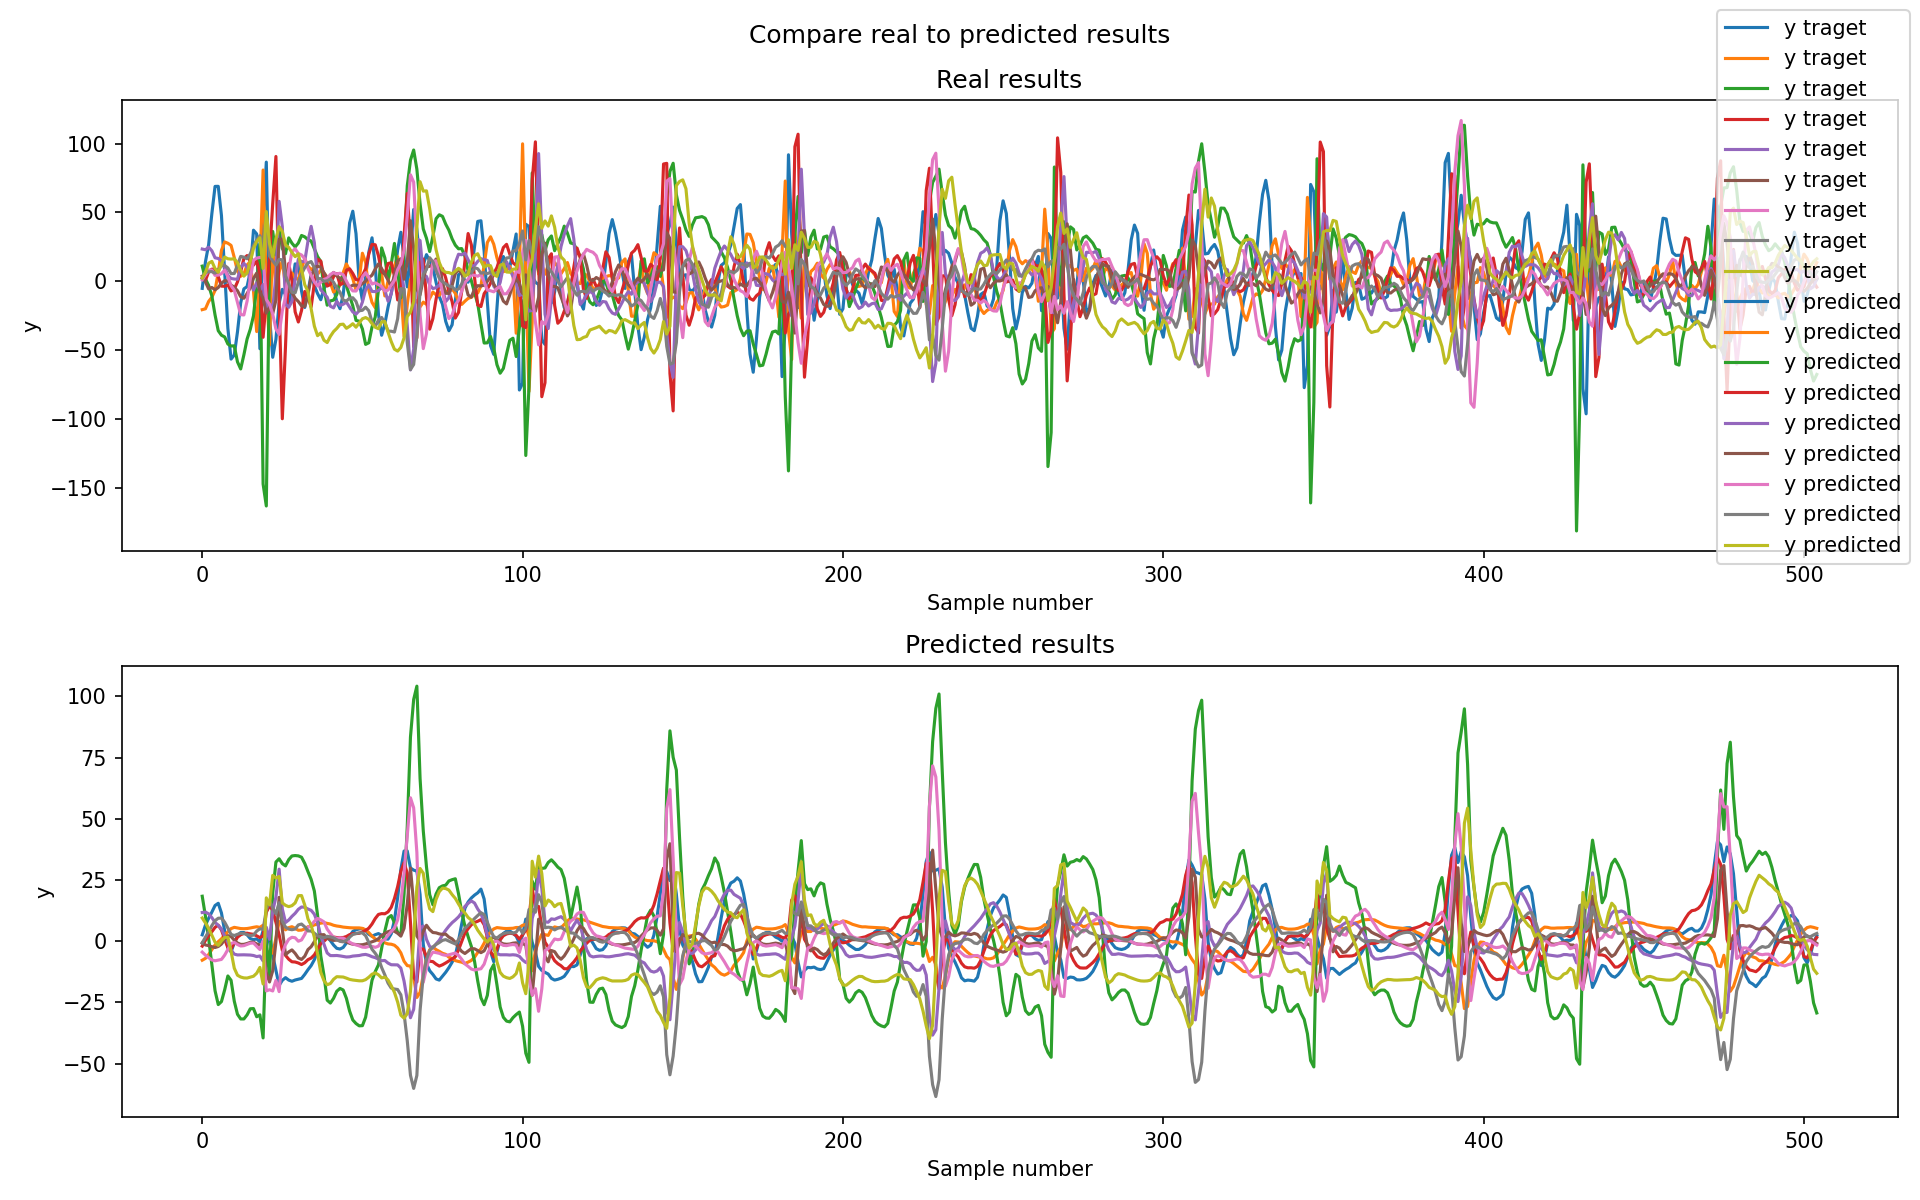 Compare real to predicted results
Real results
y traget
y traget
y traget
y traget
y traget
y traget
y traget
y traget
y traget
y predicted
y predicted
y predicted
y predicted
y predicted
y predicted
y predicted
y predicted
y predicted
100
50
0
−50
−100
−150
y
0 100 200 300 400 500
Sample number
Predicted results
100
75
50
25
0
−25
−50
y
0 100 200 300 400 500
Sample number